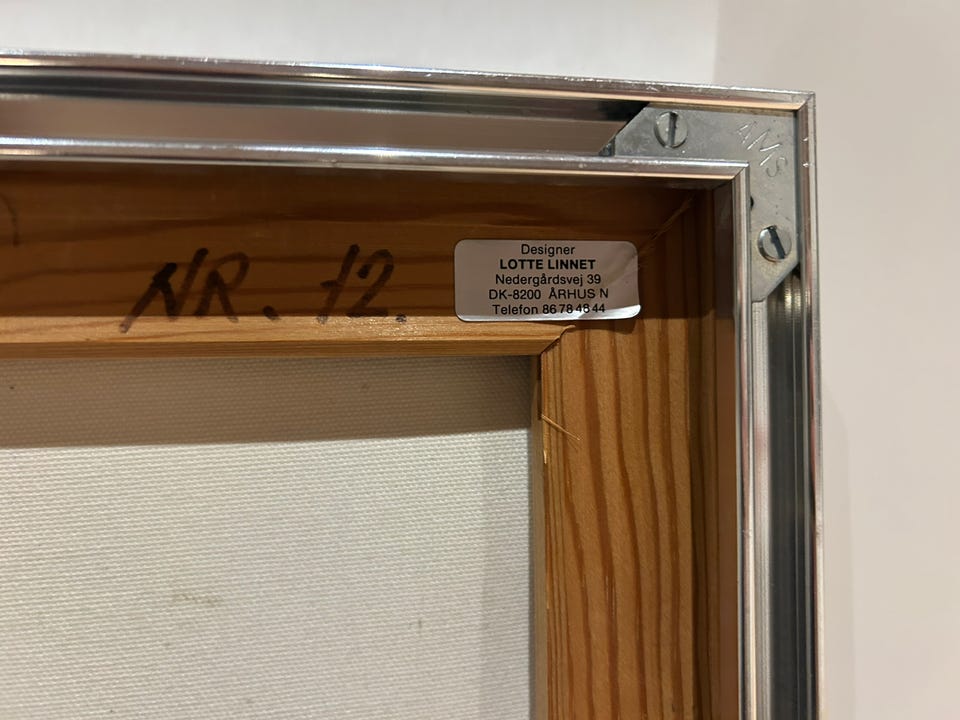 AMS
NR. 12.
Designer
LOTTE LINNET
Nedergårdsvej 39
DK-8200 ÅRHUS N
Telefon 86 78 48 44